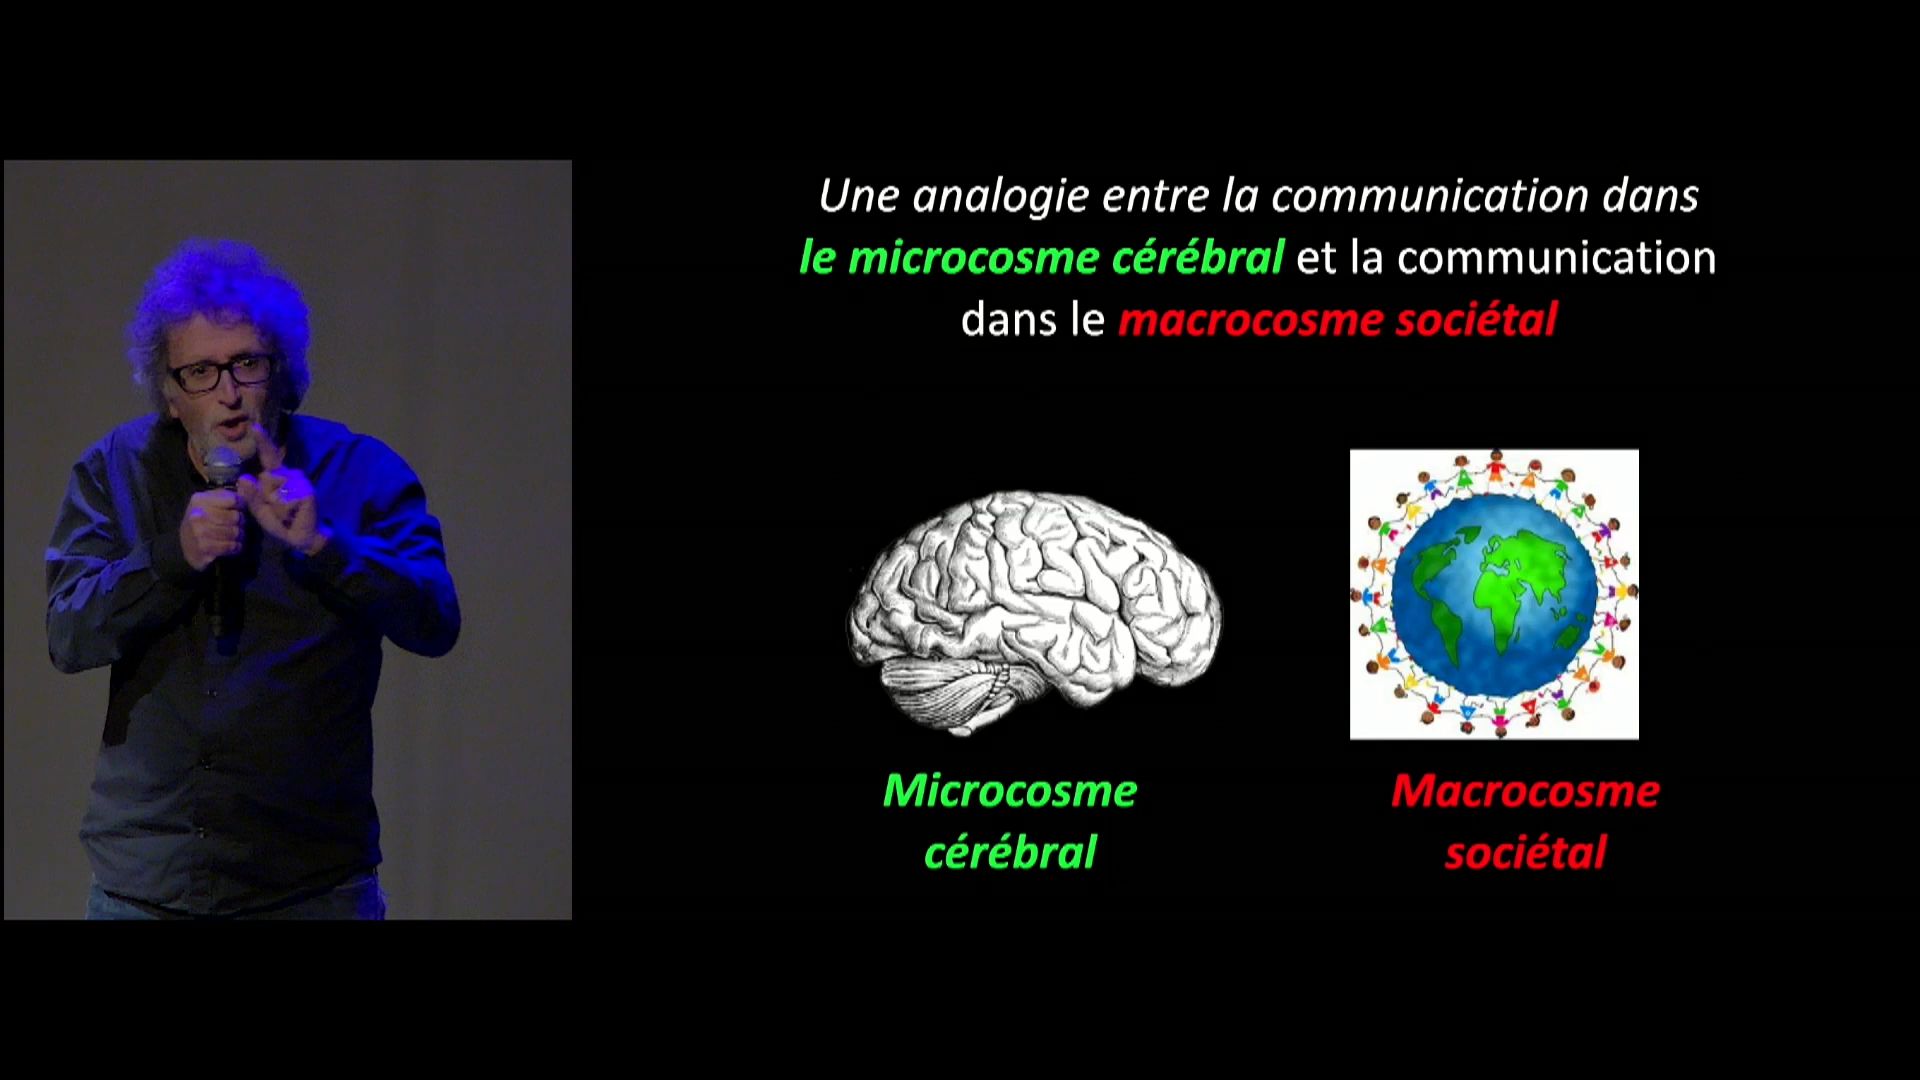 Une analogie entre la communication dans
le microcosme cérébral et la communication
dans le macrocosme sociétal
Microcosme
cérébral
Macrocosme
sociétal